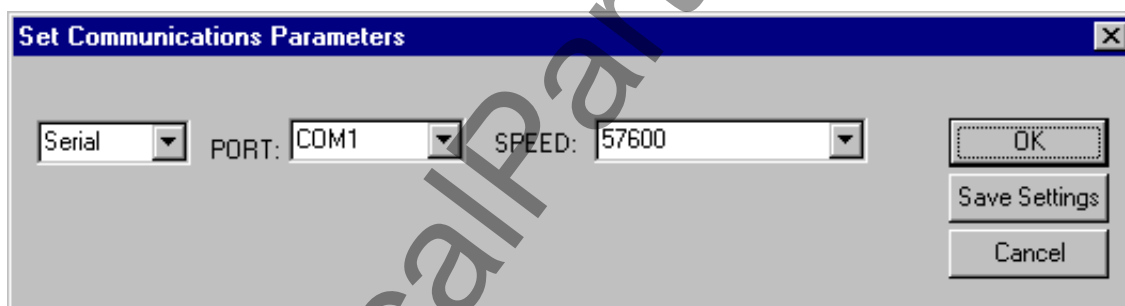 Set Communications Parameters
Serial PORT: COM1 SPEED: 57600 OK
Save Settings
Cancel